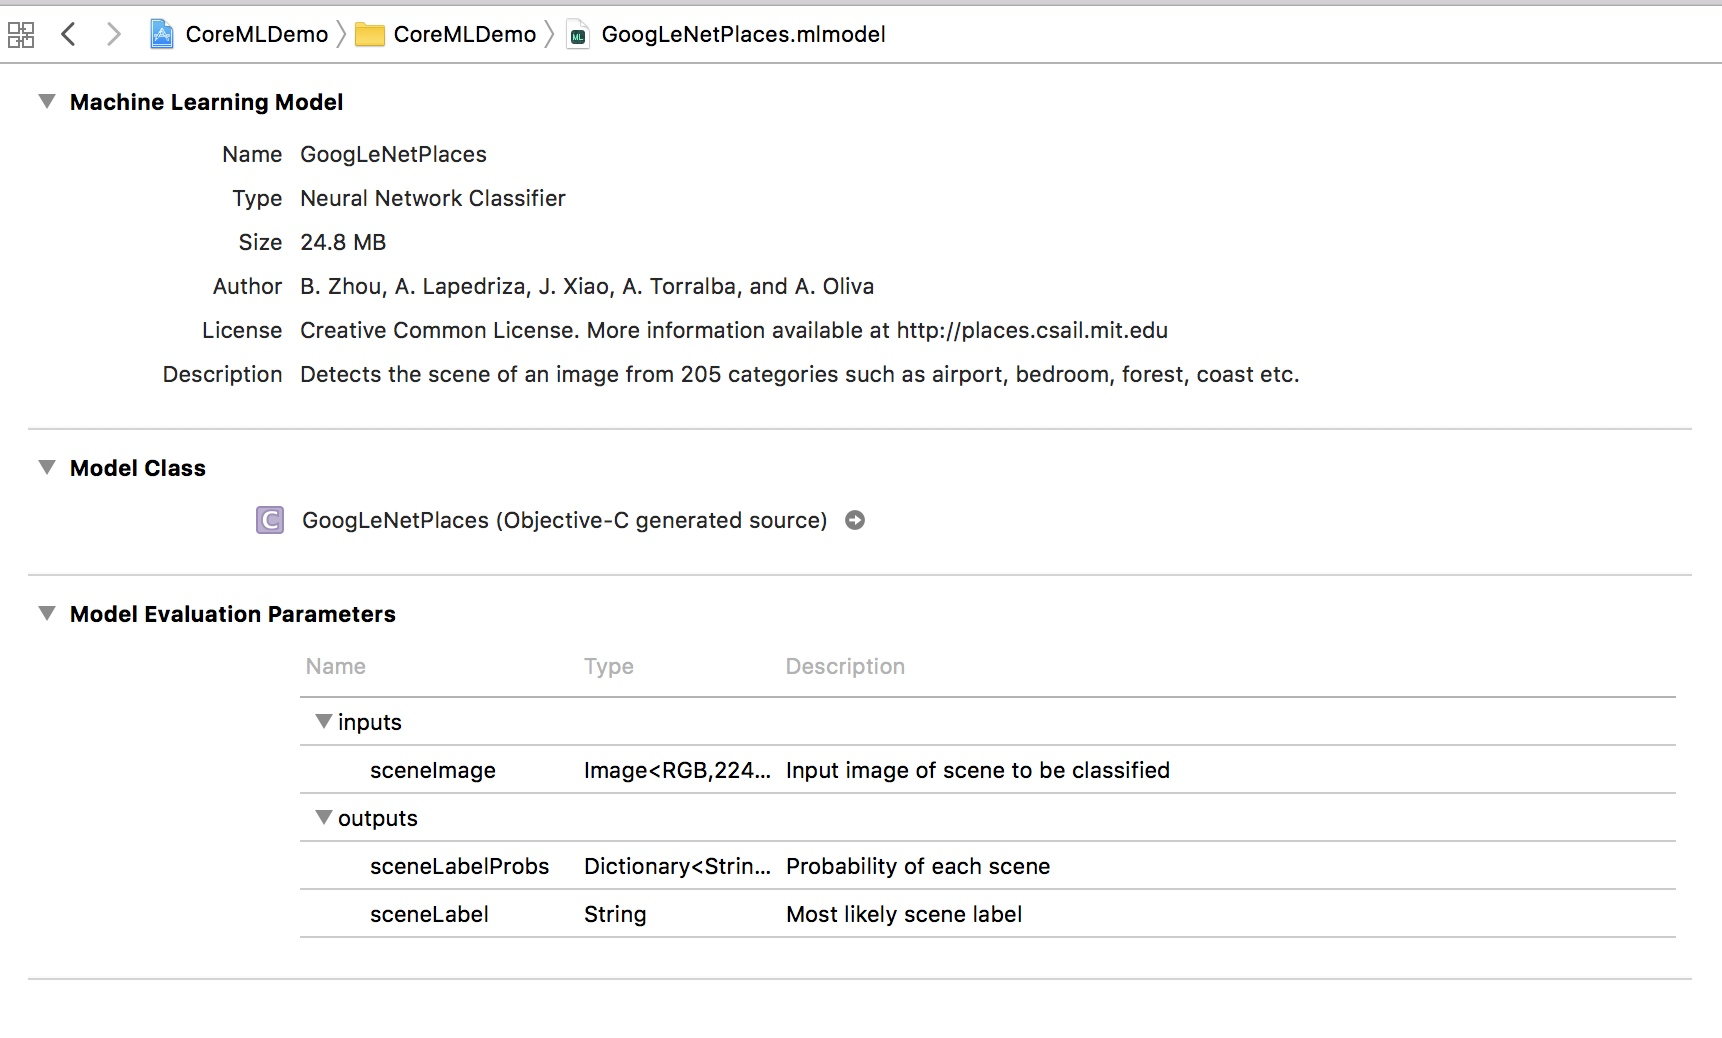 CoreMLDemo CoreMLDemo GoogLeNetPlaces.mlmodel
Machine Learning Model
Name GoogLeNetPlaces
Type Neural Network Classifier
Size 24.8 MB
Author B. Zhou, A. Lapedriza, J. Xiao, A. Torralba, and A. Oliva
License Creative Common License. More information available at http://places.csail.mit.edu
Description Detects the scene of an image from 205 categories such as airport, bedroom, forest, coast etc.
Model Class
C GoogLeNetPlaces (Objective-C generated source)
Model Evaluation Parameters
Name Type Description
inputs
sceneImage Image<RGB,224... Input image of scene to be classified
outputs
sceneLabelProbs Dictionary<Strin... Probability of each scene
sceneLabel String Most likely scene label